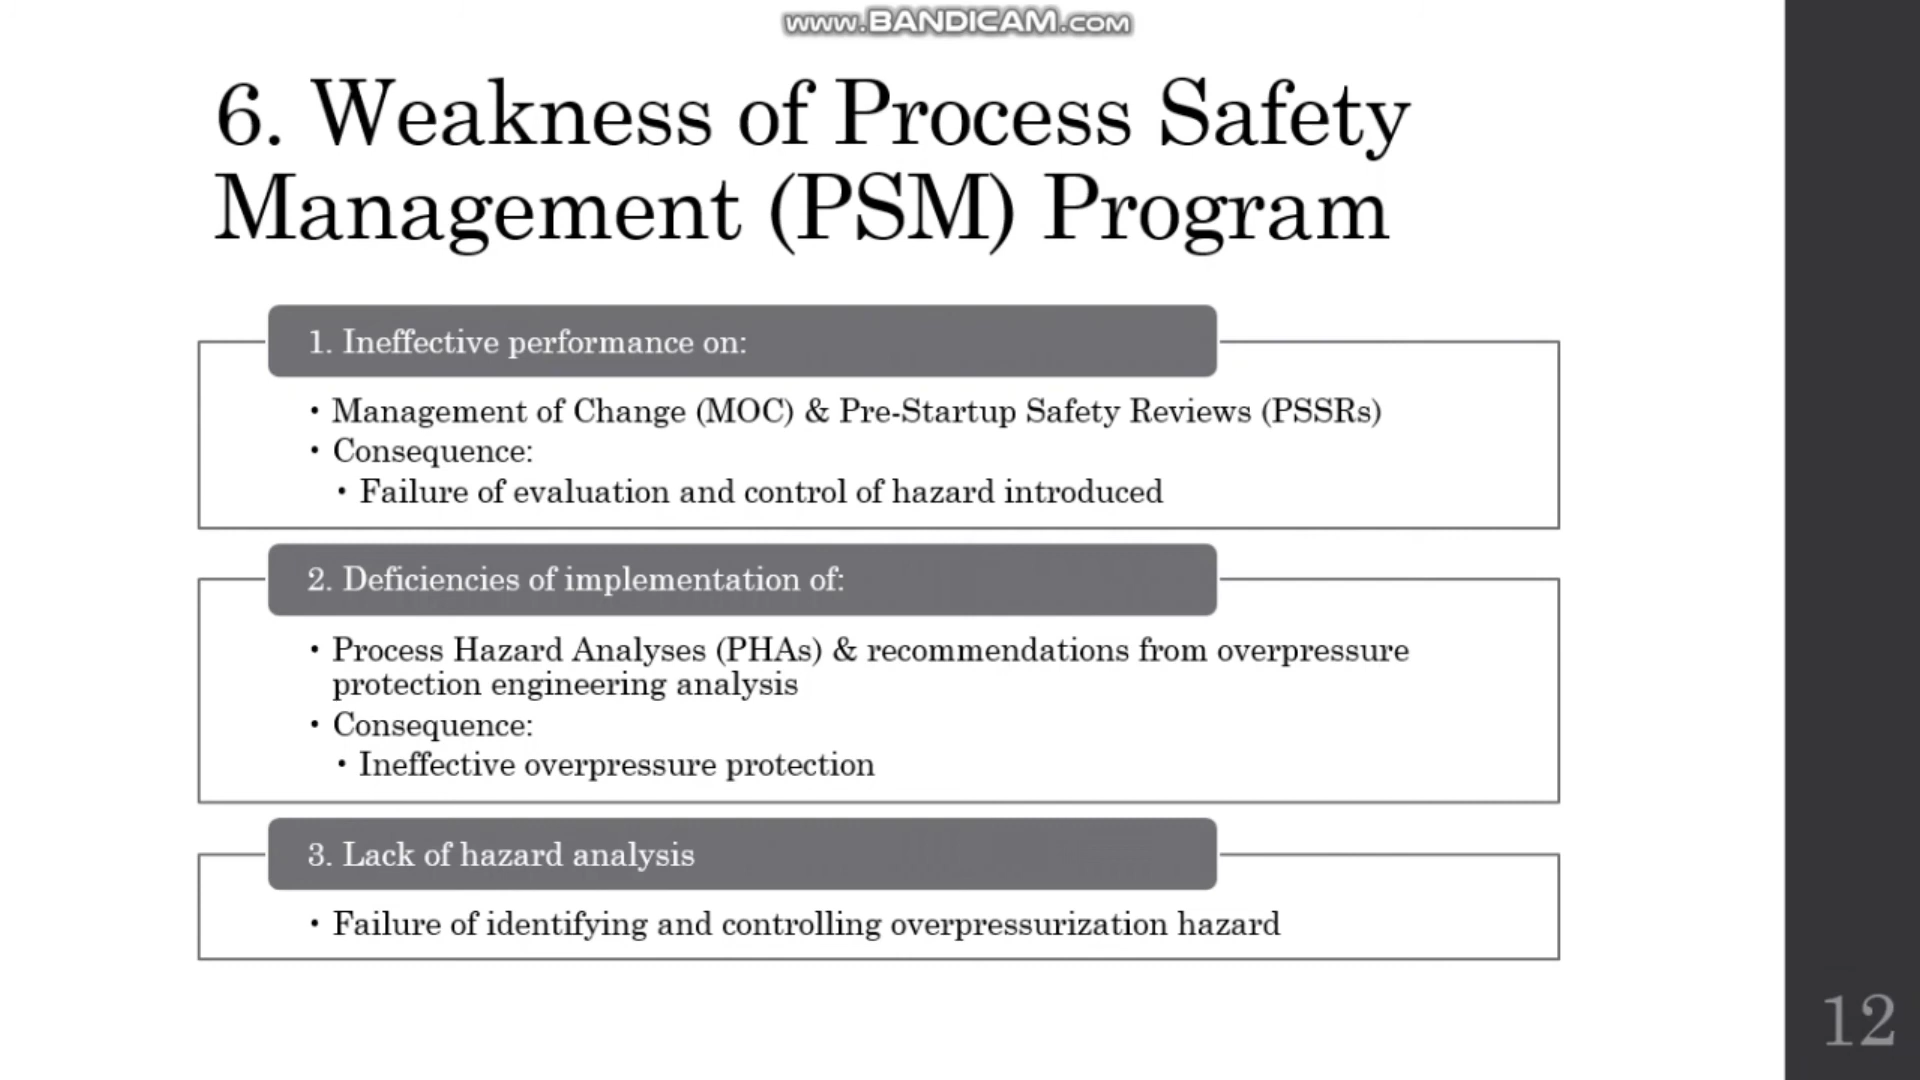 www.BANDICAM.com
6. Weakness of Process Safety
Management (PSM) Program
1. Ineffective performance on:
• Management of Change (MOC) & Pre-Startup Safety Reviews (PSSRs)
• Consequence:
• Failure of evaluation and control of hazard introduced
2. Deficiencies of implementation of:
• Process Hazard Analyses (PHAs) & recommendations from overpressure
protection engineering analysis
• Consequence:
• Ineffective overpressure protection
3. Lack of hazard analysis
• Failure of identifying and controlling overpressurization hazard
12